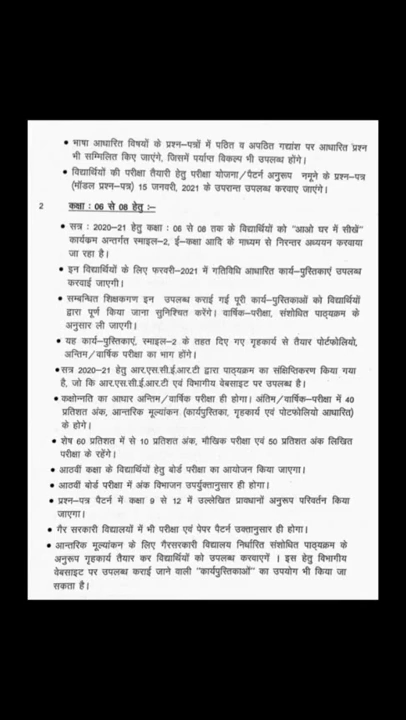 • भाषा आधारित विषयों के प्रश्न–पत्रों में पठित व अपठित गद्यांश पर आधारित प्रश्न
भी सम्मिलित किए जाएंगे, जिसमें पर्याप्त विकल्प भी उपलब्ध होंगे।
• विद्यार्थियों की परीक्षा तैयारी हेतु परीक्षा योजना/पैटर्न अनुरूप नमूने के प्रश्न–पत्र
(मॉडल प्रश्न–पत्र) 15 जनवरी, 2021 के उपरान्त उपलब्ध करवाए जाएंगे।
2 कक्षा : 06 से 08 हेतु :–
• सत्र : 2020–21 हेतु कक्षा : 06 से 08 तक के विद्यार्थियों को "आओ घर में सीखें"
कार्यक्रम अन्तर्गत स्माइल–2, ई–कक्षा आदि के माध्यम से निरन्तर अध्ययन करवाया
जा रहा है।
• इन विद्यार्थियों के लिए फरवरी–2021 में गतिविधि आधारित कार्य–पुस्तिकाएं उपलब्ध
करवाई जाएगी।
• सम्बन्धित शिक्षकगण इन उपलब्ध कराई गई पूरी कार्य–पुस्तिकाओं को विद्यार्थियों
द्वारा पूर्ण किया जाना सुनिश्चित करेंगे। वार्षिक–परीक्षा, संशोधित पाठ्यक्रम के
अनुसार ली जाएगी।
• यह कार्य–पुस्तिकाएं, स्माइल–2 के तहत दिए गए गृहकार्य से तैयार पोर्टफोलियो,
अन्तिम/वार्षिक परीक्षा का भाग होंगे।
• सत्र 2020–21 हेतु आर.एस.सी.ई.आर.टी द्वारा पाठ्यक्रम का संक्षिप्तिकरण किया गया
है, जो कि आर.एस.सी.ई.आर.टी एवं विभागीय वेबसाइट पर उपलब्ध है।
• कक्षोन्नति का आधार अन्तिम/वार्षिक परीक्षा ही होगा। अंतिम/वार्षिक–परीक्षा में 40
प्रतिशत अंक, आन्तरिक मूल्यांकन (कार्यपुस्तिका, गृहकार्य एवं पोटफोलियो आधारित)
के होगे।
• शेष 60 प्रतिशत में से 10 प्रतिशत अंक, मौखिक परीक्षा एवं 50 प्रतिशत अंक लिखित
परीक्षा के रहेंगे।
• आठवीं कक्षा के विद्यार्थियों हेतु बोर्ड परीक्षा का आयोजन किया जाएगा।
• आठवीं बोर्ड परीक्षा में अंक विभाजन उपर्युक्तानुसार ही होगा।
• प्रश्न–पत्र पैटर्न में कक्षा 9 से 12 में उल्लेखित प्रावधानों अनुरूप परिवर्तन किया
जाएगा।
• गैर सरकारी विद्यालयों में भी परीक्षा एवं पेपर पैटर्न उक्तानुसार ही होगा।
• आन्तरिक मूल्यांकन के लिए गैरसरकारी विद्यालय निर्धारित संशोधित पाठ्यक्रम के
अनुरूप गृहकार्य तैयार कर विद्यार्थियों को उपलब्ध करवाएगें । इस हेतु विभागीय
वेबसाइट पर उपलब्ध कराई जाने वाली "कार्यपुस्तिकाओं" का उपयोग भी किया जा
सकता है।